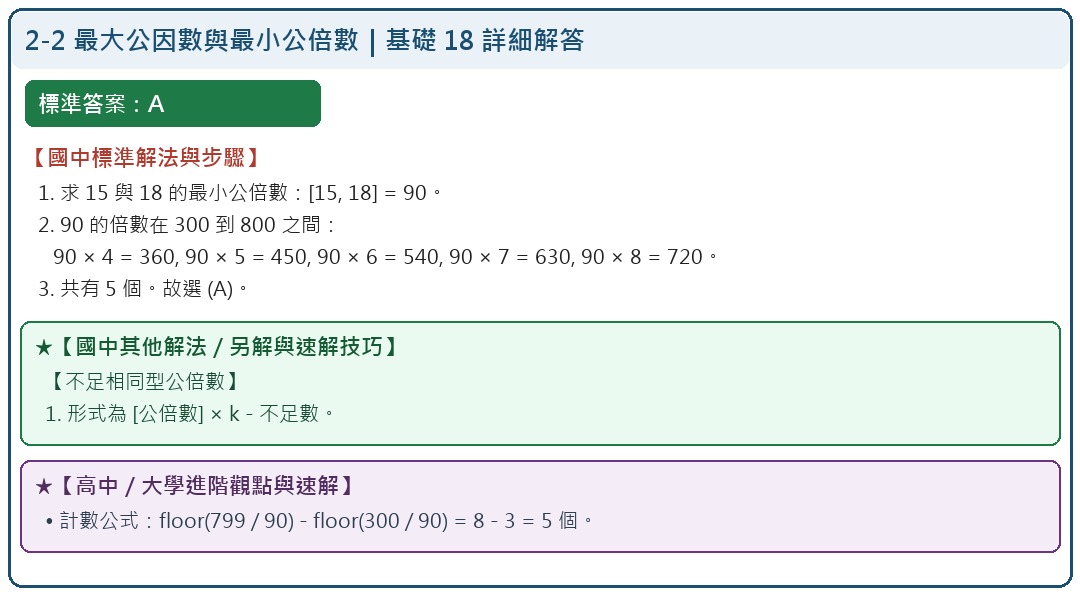 2-2 最大公因數與最小公倍數 | 基礎 18 詳細解答
標準答案：A
【國中標準解法與步驟】
1. 求 15 與 18 的最小公倍數：[15, 18] = 90。
2. 90 的倍數在 300 到 800 之間：
90 × 4 = 360, 90 × 5 = 450, 90 × 6 = 540, 90 × 7 = 630, 90 × 8 = 720。
3. 共有 5 個。故選 (A)。
★【國中其他解法 / 另解與速解技巧】
【不足相同型公倍數】
1. 形式為 [公倍數] × k - 不足數。
★【高中 / 大學進階觀點與速解】
• 計數公式：floor(799 / 90) - floor(300 / 90) = 8 - 3 = 5 個。